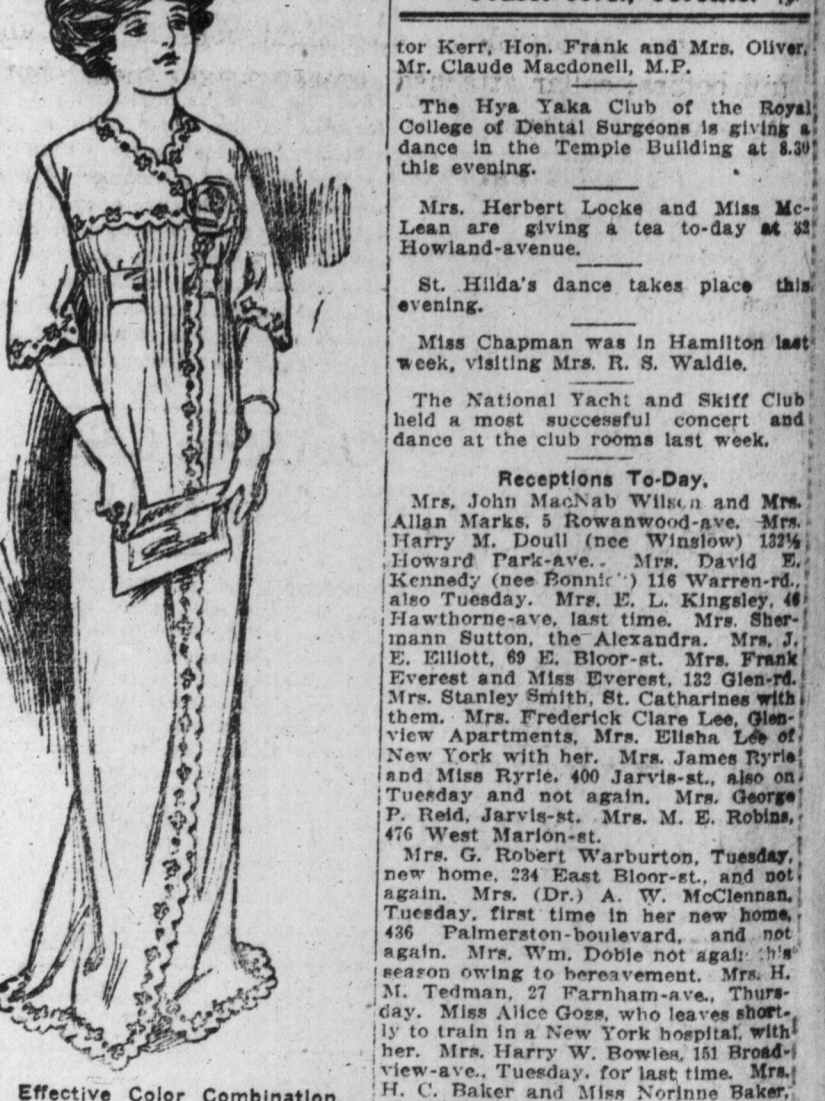 tor Kerr, Hon. Frank and Mrs. Oliver,
Mr. Claude Macdonell, M.P.
The Hya Yaka Club of the Royal
College of Dental Surgeons is giving a
dance in the Temple Building at 8.30
this evening.
Mrs. Herbert Locke and Miss Mc-
Lean are giving a tea to-day at 32
Howland-avenue.
St. Hilda's dance takes place this
evening.
Miss Chapman was in Hamilton last
week, visiting Mrs. R. S. Waldie.
The National Yacht and Skiff Club
held a most successful concert and
dance at the club rooms last week.
Receptions To-Day.
Mrs. John MacNab Wilson and Mrs.
Allan Marks, 5 Rowanwood-ave. Mrs.
Harry M. Doull (nee Winslow) 132½
Howard Park-ave.. Mrs. David E.
Kennedy (nee ) 116 Warren-rd.,
also Tuesday. Mrs. E. L. Kingsley, 46
Hawthorne-ave, last time. Mrs. Sher-
mann Sutton, the Alexandra. Mrs. J.
E. Elliott, 69 E. Bloor-st. Mrs. Frank
Everest and Miss Everest, 132 Glen-rd.
Mrs. Stanley Smith, St. Catharines with
them. Mrs. Frederick Clare Lee, Glen-
view Apartments, Mrs. Elisha Lee of
New York with her. Mrs. James Ryrie
and Miss Ryrie, 400 Jarvis-st., also on
Tuesday and not again. Mrs. George
P. Reid, Jarvis-st. Mrs. M. E. Robins,
476 West Marion-st.
Mrs. G. Robert Warburton, Tuesday,
new home, 234 East Bloor-st., and not
again. Mrs. (Dr.) A. W. McClennan,
Tuesday, first time in her new home,
436 Palmerston-boulevard, and not
again. Mrs. Wm. Dobie not again this
season owing to bereavement. Mrs. H.
M. Tedman, 27 Farnham-ave., Thurs-
day. Miss Alice Goss, who leaves short-
ly to train in a New York hospital, with
her. Mrs. Harry W. Bowles, 151 Broad-
view-ave., Tuesday, for last time. Mrs.
H. C. Baker and Miss Norinne Baker,
Effective Color Combination